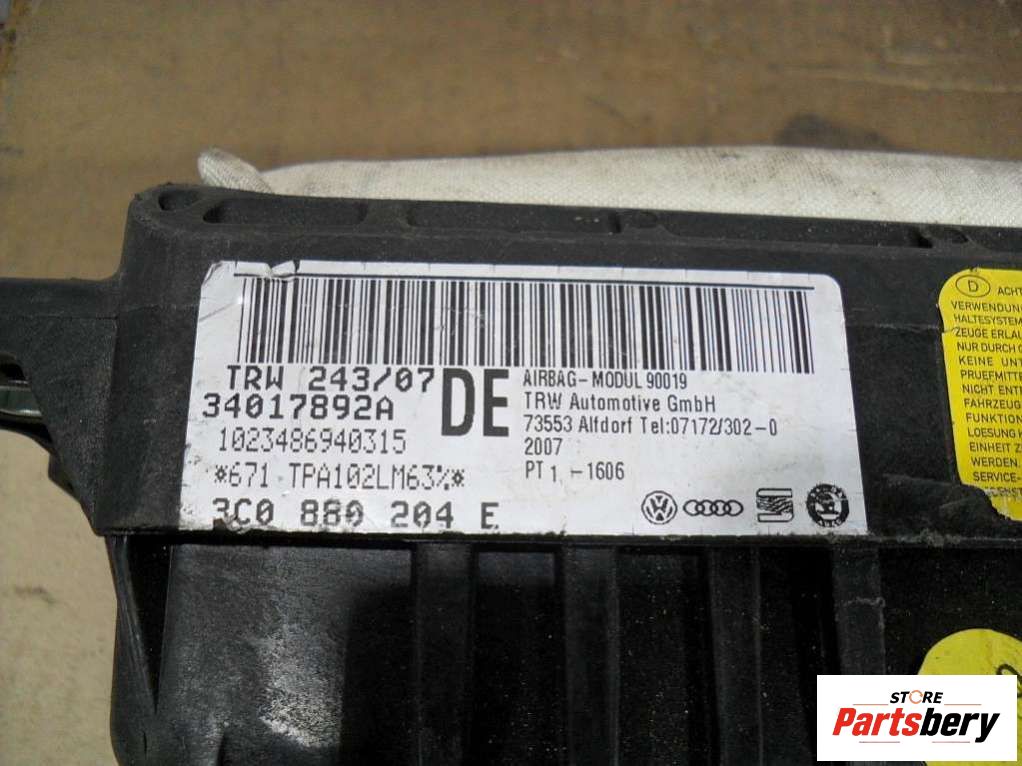 TRW 243/07
34017892A
DE
1023486940315
*671 TPA102LM63%*
3C0 880 204 E
AIRBAG-MODUL 90019
TRW Automotive GmbH
73553 Alfdorf Tel:07172/302-0
2007
PT 1 -1606
D ACHT
VERWENDUN
HALTESYSTEM
ZEUGE ERLAU
NUR DURCH
KEINE UNT
PRUEFMITTE
NICHT ENTF
FAHRZEUG
FUNKTION
LOESUNG K
EINHEIT Z
WERDEN.
SERVICE-
STORE
Partsbery